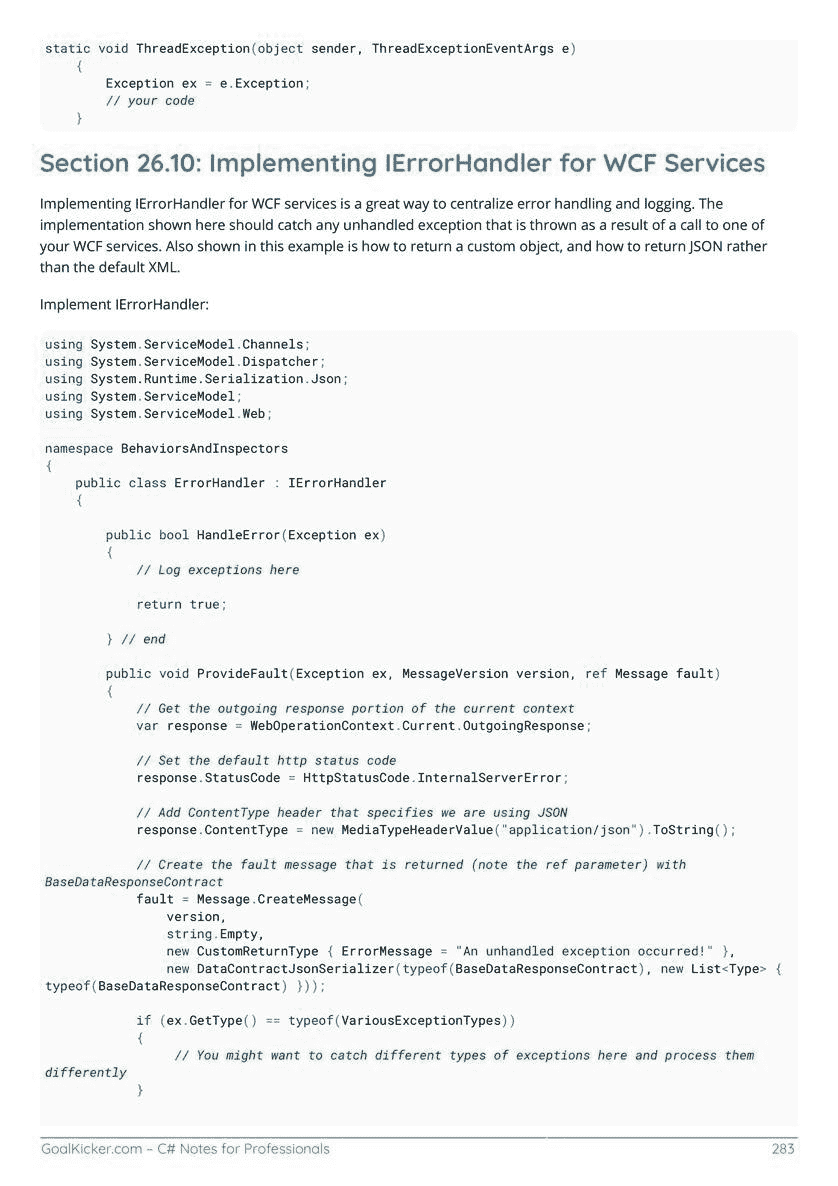 static void ThreadException(object sender, ThreadExceptionEventArgs e)
{
Exception ex = e.Exception;
// your code
}
Section 26.10: Implementing IErrorHandler for WCF Services
Implementing IErrorHandler for WCF services is a great way to centralize error handling and logging. The
implementation shown here should catch any unhandled exception that is thrown as a result of a call to one of
your WCF services. Also shown in this example is how to return a custom object, and how to return JSON rather
than the default XML.
Implement IErrorHandler:
using System.ServiceModel.Channels;
using System.ServiceModel.Dispatcher;
using System.Runtime.Serialization.Json;
using System.ServiceModel;
using System.ServiceModel.Web;
namespace BehaviorsAndInspectors
{
public class ErrorHandler : IErrorHandler
{
public bool HandleError(Exception ex)
{
// Log exceptions here
return true;
} // end
public void ProvideFault(Exception ex, MessageVersion version, ref Message fault)
{
// Get the outgoing response portion of the current context
var response = WebOperationContext.Current.OutgoingResponse;
// Set the default http status code
response.StatusCode = HttpStatusCode.InternalServerError;
// Add ContentType header that specifies we are using JSON
response.ContentType = new MediaTypeHeaderValue("application/json").ToString();
// Create the fault message that is returned (note the ref parameter) with
BaseDataResponseContract
fault = Message.CreateMessage(
version,
string.Empty,
new CustomReturnType { ErrorMessage = "An unhandled exception occurred!" },
new DataContractJsonSerializer(typeof(BaseDataResponseContract), new List<Type> {
typeof(BaseDataResponseContract) }));
if (ex.GetType() == typeof(VariousExceptionTypes))
{
// You might want to catch different types of exceptions here and process them
differently
}
GoalKicker.com – C# Notes for Professionals
283